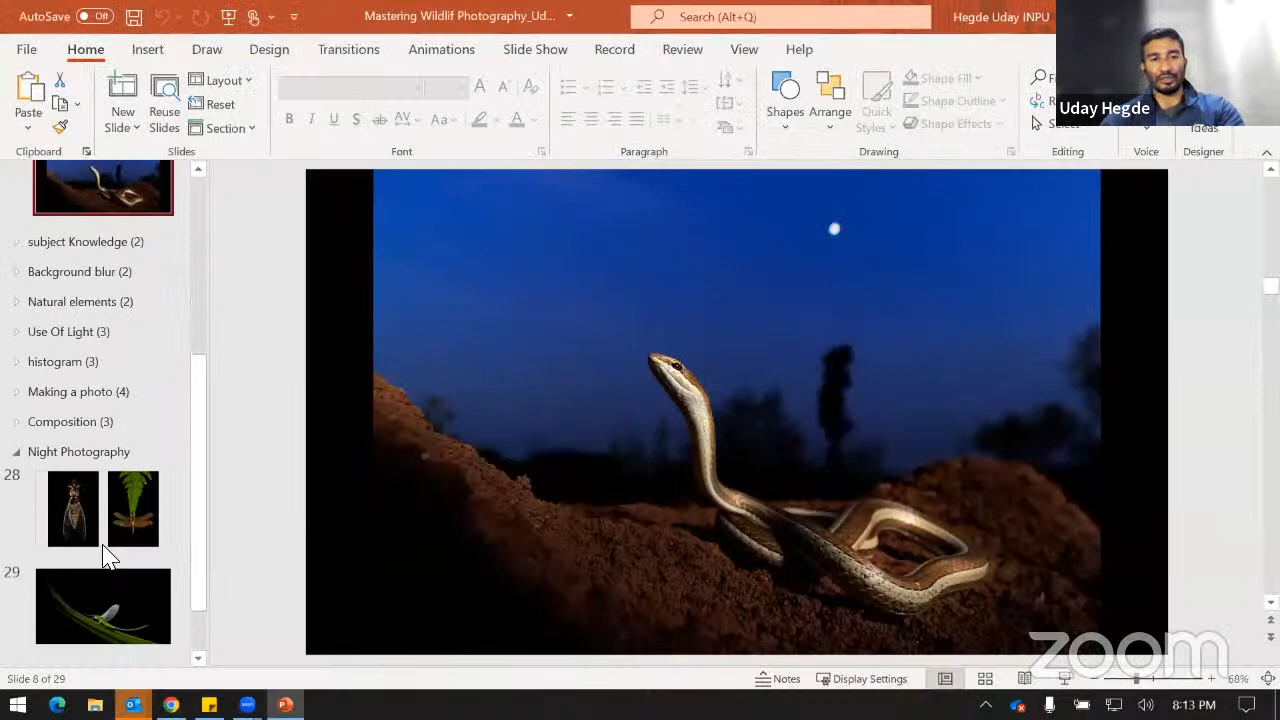 AutoSave Off
Mastering Wildlif Photography_Ud...
Search (Alt+Q)
Hegde Uday INPU
File Home Insert Draw Design Transitions Animations Slide Show Record Review View Help
Paste
New Slide
Reuse Slides
Layout
Reset
Section
B I U S ab AV Aa A
Shapes
Arrange
Quick Styles
Shape Fill
Shape Outline
Shape Effects
Select
Ideas
Uday Hegde
Clipboard Slides Font Paragraph Drawing Editing Voice Designer
subject Knowledge (2)
Background blur (2)
Natural elements (2)
Use Of Light (3)
histogram (3)
Making a photo (4)
Composition (3)
Night Photography
28
29
zoom
Slide 8 of 29
Notes
Display Settings
68%
8:13 PM